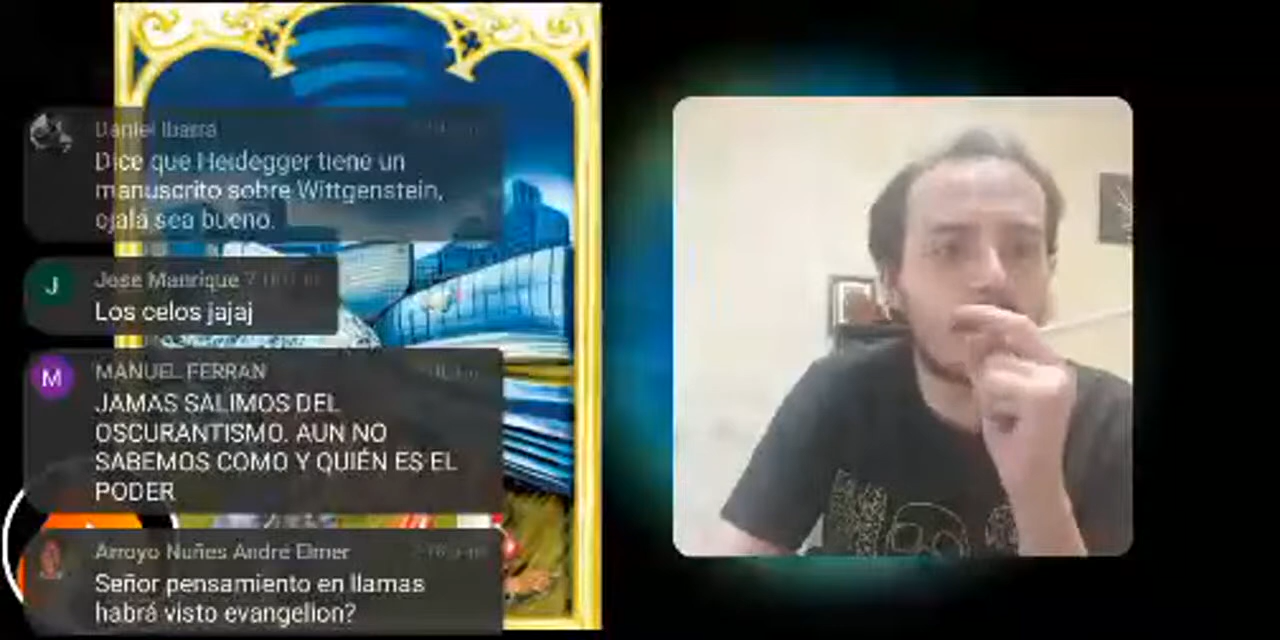 Daniel Ibarra
Dice que Heidegger tiene un
manuscrito sobre Wittgenstein,
ojalá sea bueno.
J
Jose Manrique
Los celos jajaj
M
MANUEL FERRAN
JAMAS SALIMOS DEL
OSCURANTISMO. AUN NO
SABEMOS COMO Y QUIÉN ES EL
PODER
Arroyo Nuñes Andre Elmer
Señor pensamiento en llamas
habrá visto evangelion?